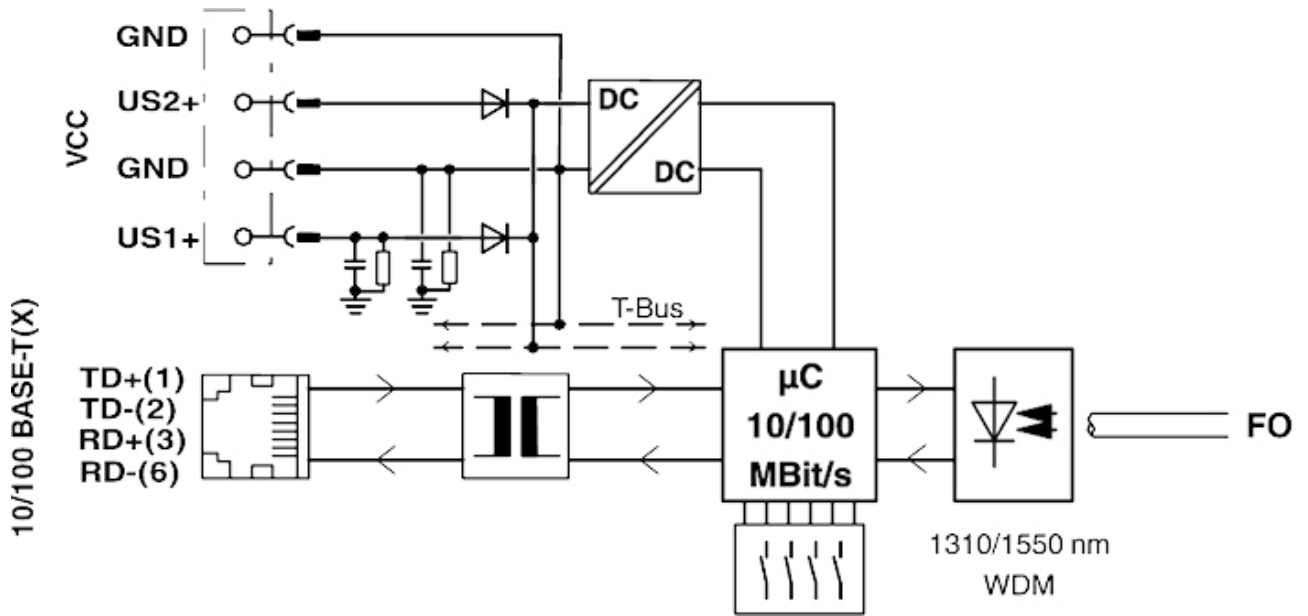 GND
US2+
GND
US1+
VCC
DC
DC
T-Bus
10/100 BASE-T(X)
TD+(1)
TD-(2)
RD+(3)
RD-(6)
µC
10/100
MBit/s
FO
1310/1550 nm
WDM